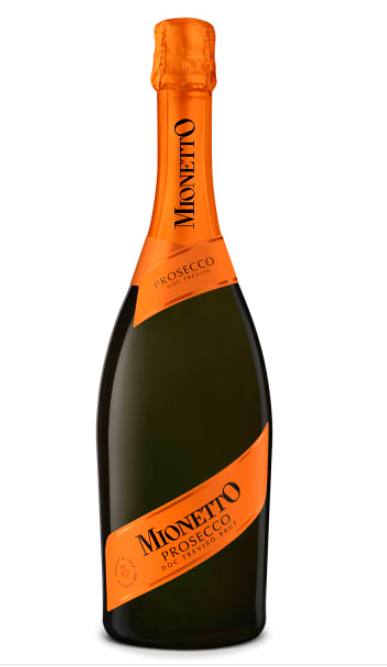 MIONETTO
PROSECCO
DOC TREVISO
MIONETTO
PROSECCO
DOC TREVISO BRUT